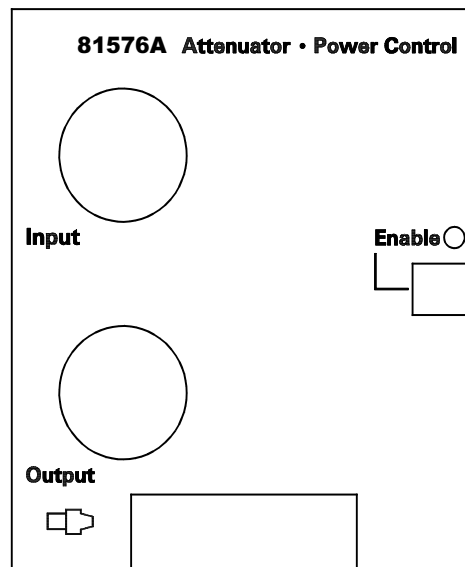 81576A Attenuator • Power Control
Input
Enable
Output